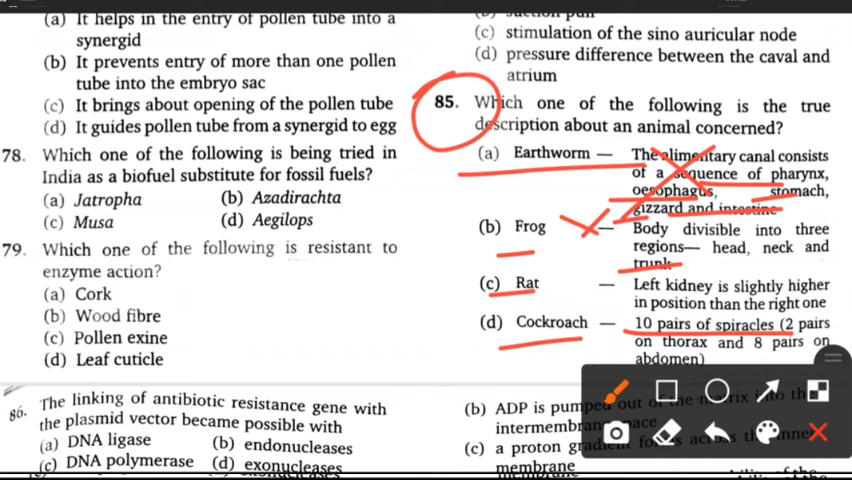 (a) It helps in the entry of pollen tube into a
synergid
(b) It prevents entry of more than one pollen
tube into the embryo sac
(c) It brings about opening of the pollen tube
(d) It guides pollen tube from a synergid to egg
78. Which one of the following is being tried in
India as a biofuel substitute for fossil fuels?
(a) Jatropha (b) Azadirachta
(c) Musa (d) Aegilops
79. Which one of the following is resistant to
enzyme action?
(a) Cork
(b) Wood fibre
(c) Pollen exine
(d) Leaf cuticle
86. The linking of antibiotic resistance gene with
the plasmid vector became possible with
(a) DNA ligase (b) endonucleases
(c) DNA polymerase (d) exonucleases
(b) suction pull
(c) stimulation of the sino auricular node
(d) pressure difference between the caval and
atrium
85. Which one of the following is the true
description about an animal concerned?
(a) Earthworm — The alimentary canal consists
of a sequence of pharynx,
oesophagus, stomach,
gizzard and intestine
(b) Frog — Body divisible into three
regions— head, neck and
trunk
(c) Rat — Left kidney is slightly higher
in position than the right one
(d) Cockroach — 10 pairs of spiracles (2 pairs
on thorax and 8 pairs on
abdomen)
(b) ADP is pumped out of the matrix into the
intermembrane space
(c) a proton gradient forms across the inner
membrane